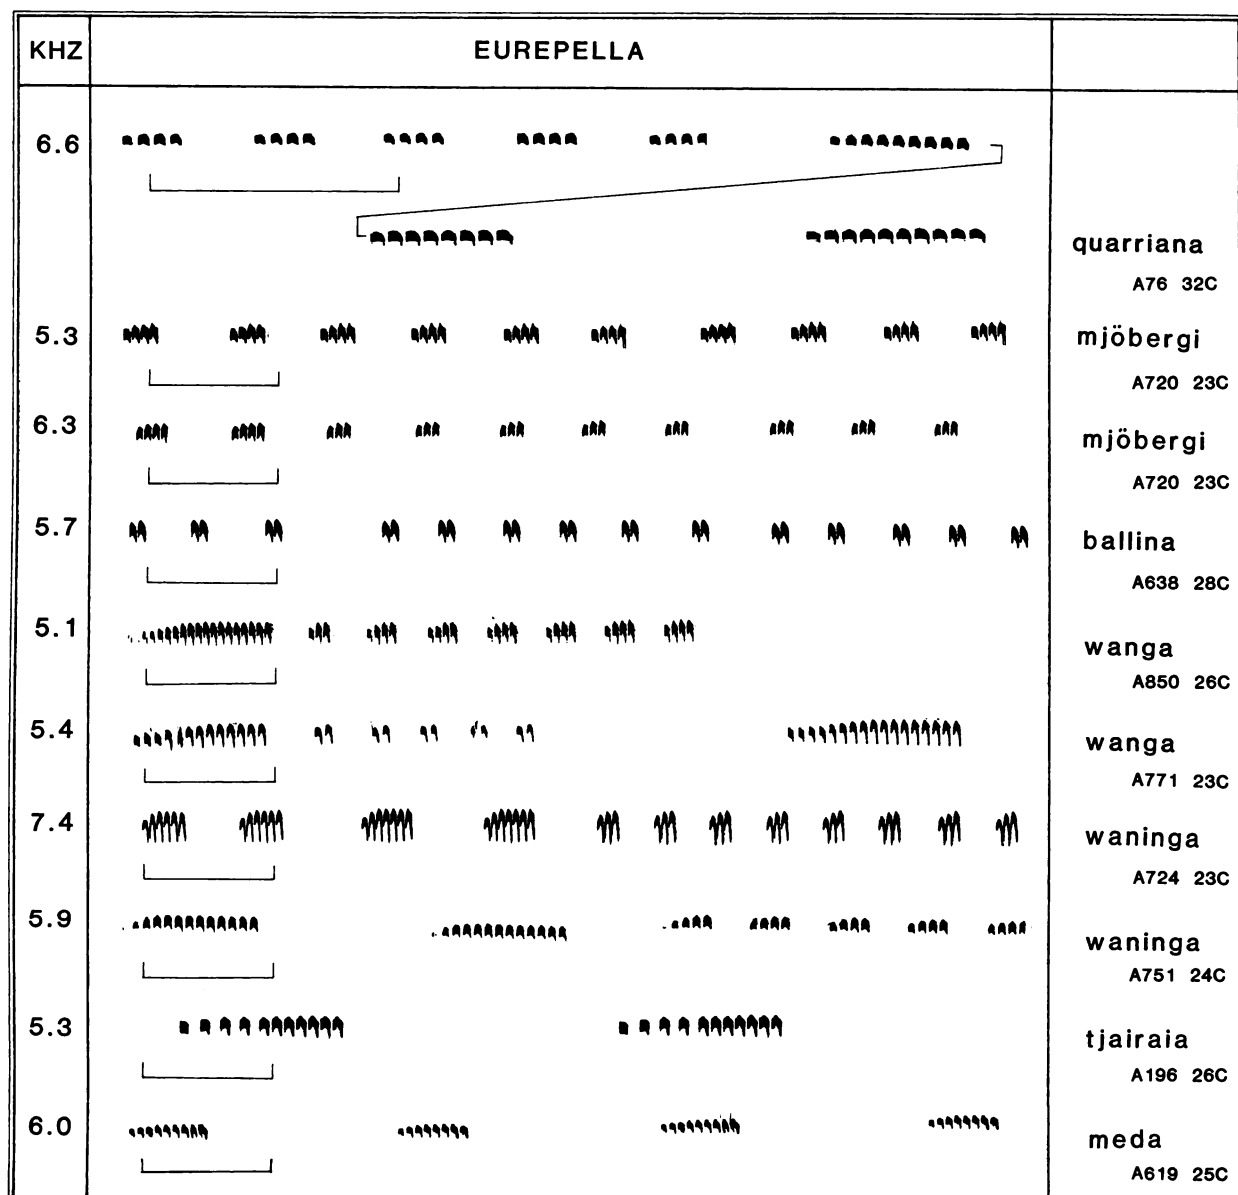 KHZ EUREPELLA
6.6
quarriana
A76 32C
5.3 mjöbergi
A720 23C
6.3 mjöbergi
A720 23C
5.7 ballina
A638 28C
5.1 wanga
A850 26C
5.4 wanga
A771 23C
7.4 waninga
A724 23C
5.9 waninga
A751 24C
5.3 tjairaia
A196 26C
6.0 meda
A619 25C